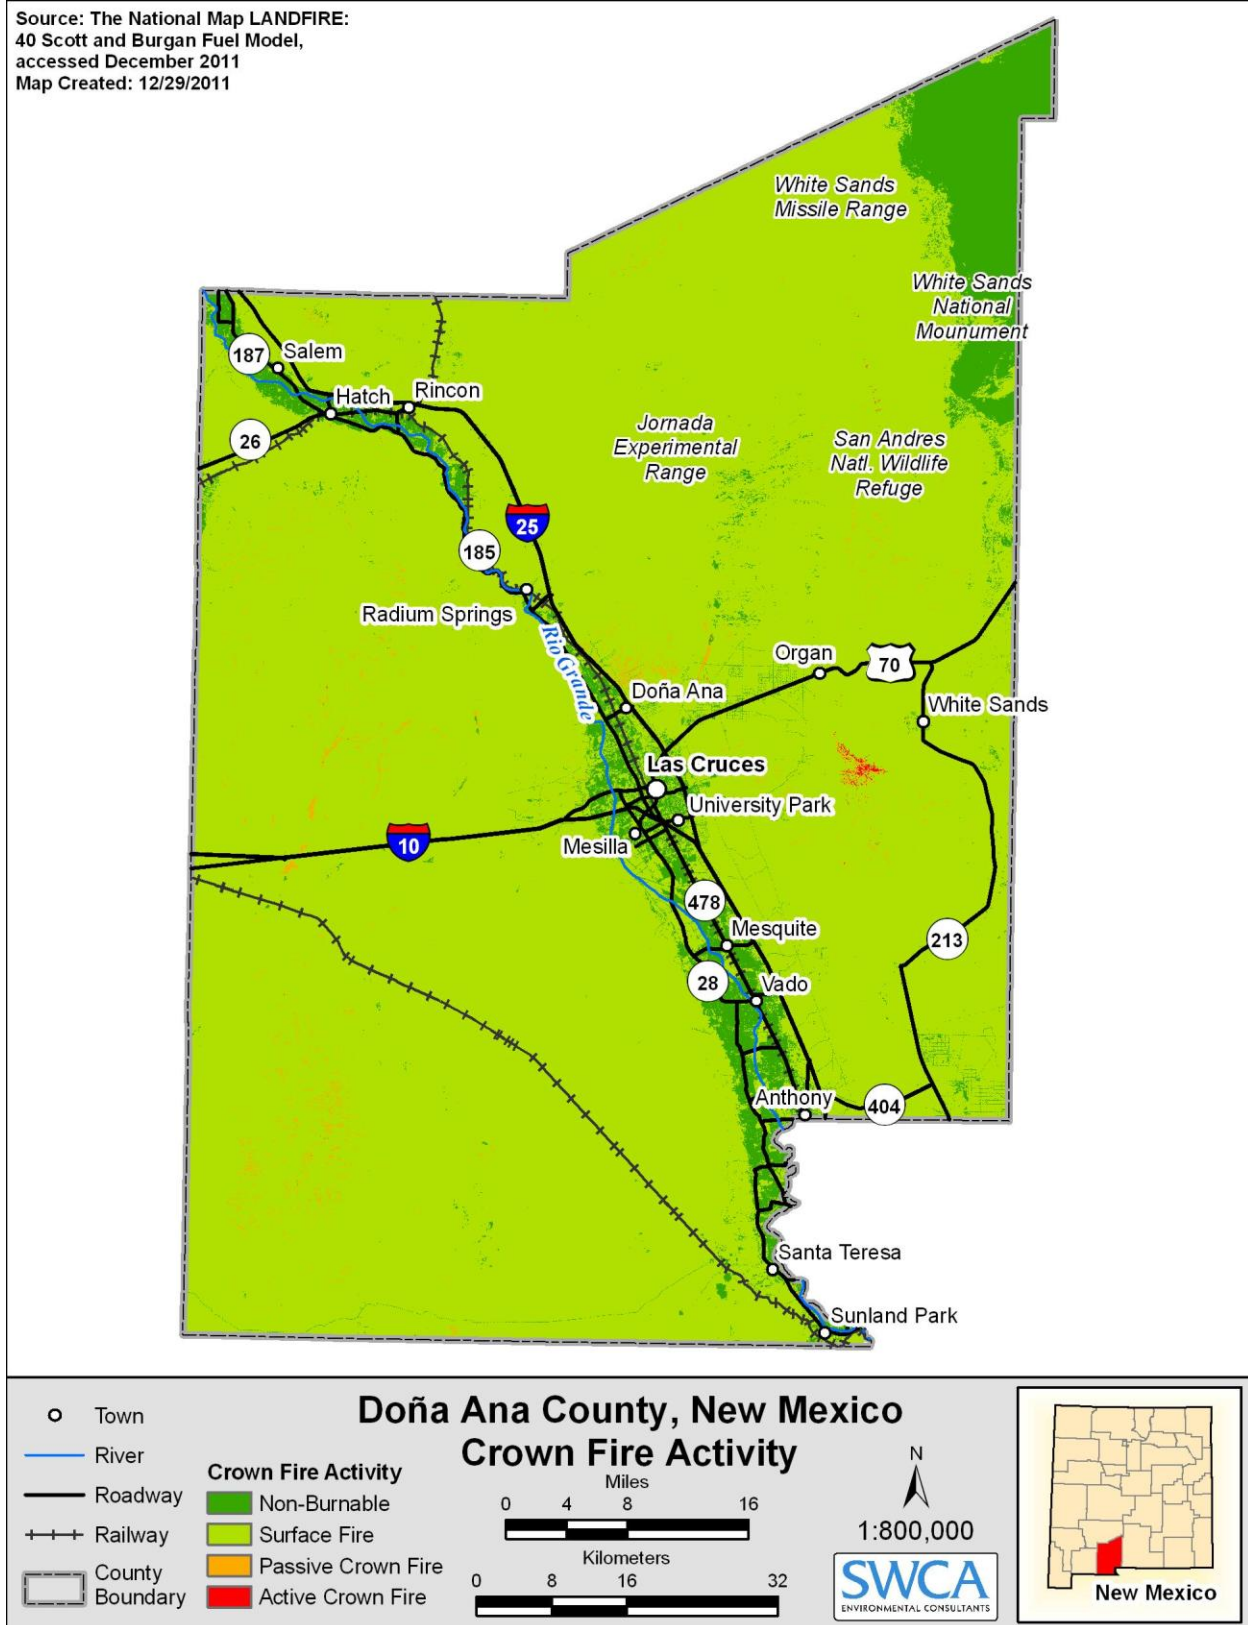 Source: The National Map LANDFIRE:
40 Scott and Burgan Fuel Model,
accessed December 2011
Map Created: 12/29/2011
White Sands
Missile Range
White Sands
National
Mounument
187
Salem
Hatch
Rincon
26
Jornada
Experimental
Range
San Andres
Natl. Wildlife
Refuge
25
185
Radium Springs
Rio Grande
Organ
70
Doña Ana
White Sands
Las Cruces
University Park
10
Mesilla
478
Mesquite
213
28
Vado
Anthony
404
Santa Teresa
Sunland Park
Town
River
Roadway
Railway
County
Boundary
Crown Fire Activity
Non-Burnable
Surface Fire
Passive Crown Fire
Active Crown Fire
Doña Ana County, New Mexico
Crown Fire Activity
Miles
0 4 8 16
Kilometers
0 8 16 32
N
1:800,000
SWCA
ENVIRONMENTAL CONSULTANTS
New Mexico